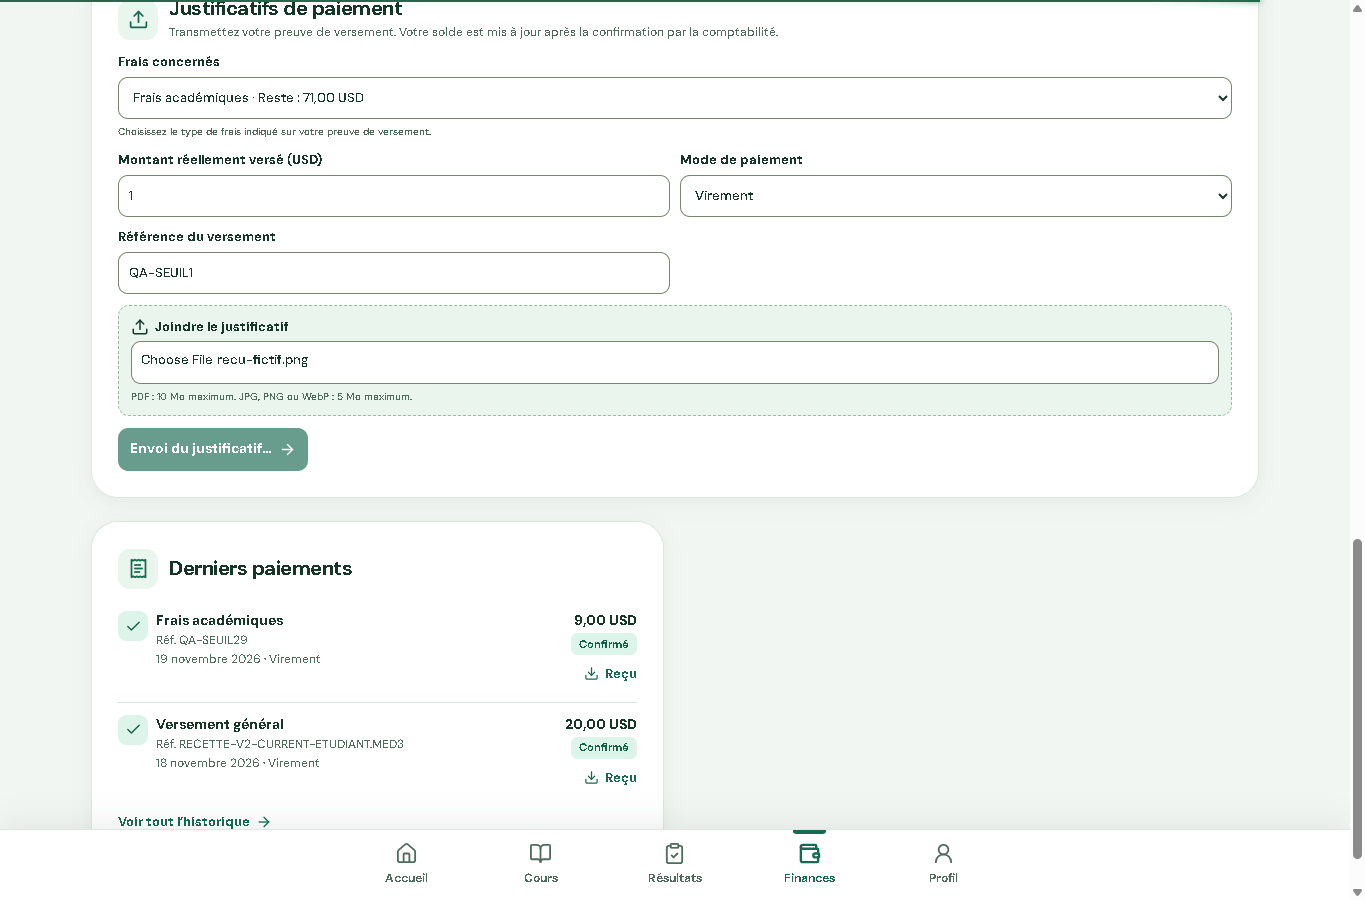 Justificatifs de paiement
Transmettez votre preuve de versement. Votre solde est mis à jour après la confirmation par la comptabilité.
Frais concernés
Frais académiques · Reste : 71,00 USD
Choisissez le type de frais indiqué sur votre preuve de versement.
Montant réellement versé (USD)
Mode de paiement
1
Virement
Référence du versement
QA-SEUIL1
Joindre le justificatif
Choose File recu-fictif.png
PDF : 10 Mo maximum. JPG, PNG ou WebP : 5 Mo maximum.
Envoi du justificatif... →
Derniers paiements
Frais académiques
9,00 USD
Réf. QA-SEUIL29
Confirmé
19 novembre 2026 · Virement
Reçu
Versement général
20,00 USD
Réf. RECETTE-V2-CURRENT-ETUDIANT.MED3
Confirmé
18 novembre 2026 · Virement
Reçu
Voir tout l'historique →
Accueil
Cours
Résultats
Finances
Profil